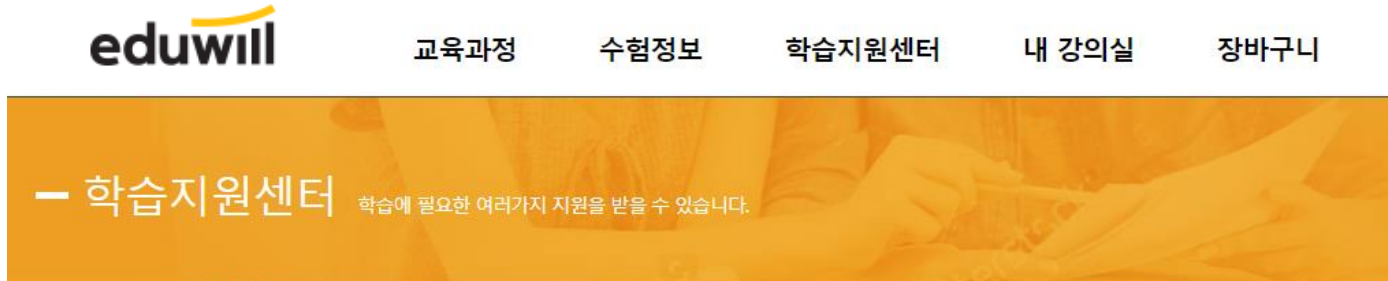 eduwill
교육과정 수험정보 학습지원센터 내 강의실 장바구니
학습지원센터 학습에 필요한 여러가지 지원을 받을 수 있습니다.